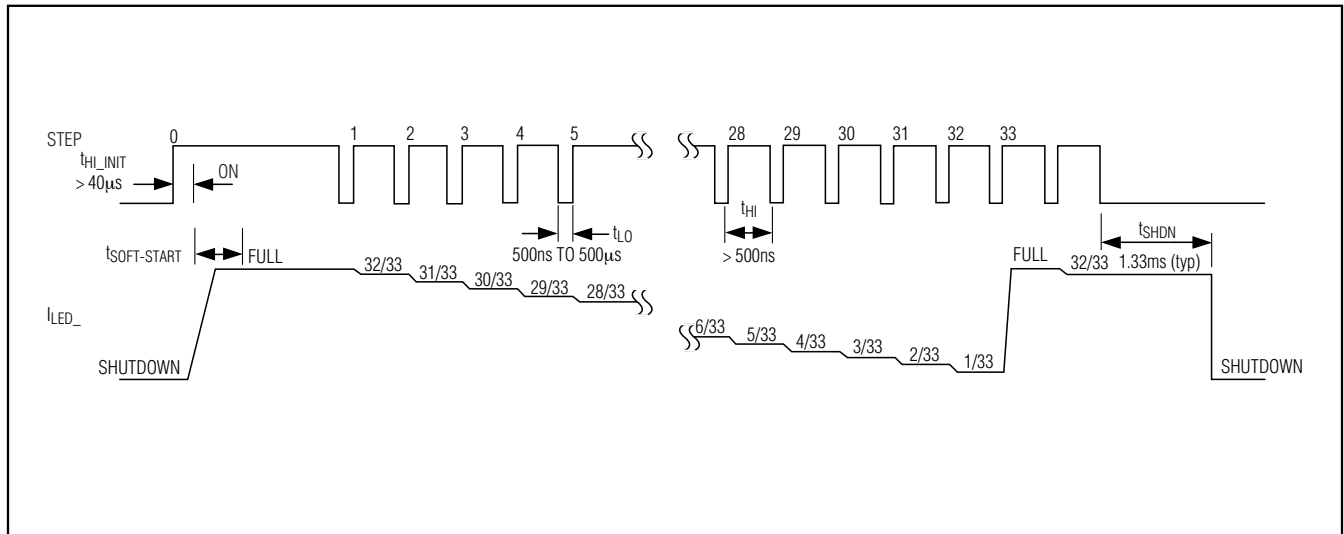 STEP 0 1 2 3 4 5 28 29 30 31 32 33
tHI_INIT
> 40µs
ON
tHI
> 500ns
tLO
500ns TO 500µs
tSHDN
1.33ms (typ)
tSOFT-START
FULL
32/33 31/33 30/33 29/33 28/33
6/33 5/33 4/33 3/33 2/33 1/33
FULL
32/33
ILED_
SHUTDOWN
SHUTDOWN